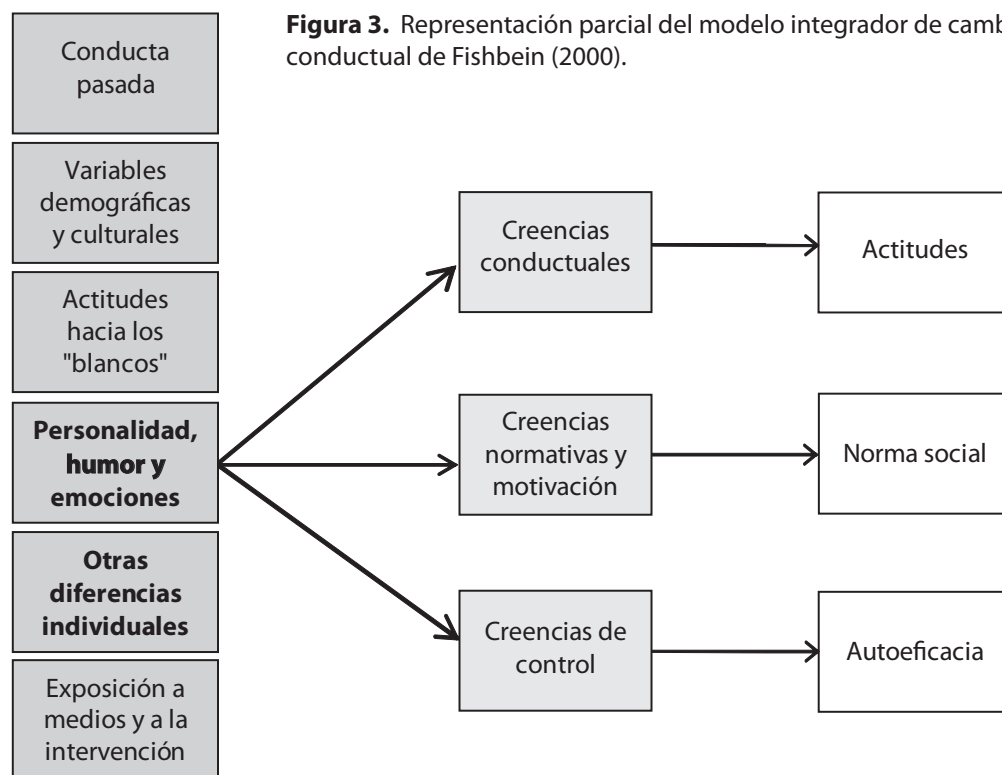 Figura 3. Representación parcial del modelo integrador de camb
conductual de Fishbein (2000).
Conducta
pasada
Variables
demográficas
y culturales
Actitudes
hacia los
"blancos"
Personalidad,
humor y
emociones
Otras
diferencias
individuales
Exposición a
medios y a la
intervención
Creencias
conductuales
Creencias
normativas y
motivación
Creencias de
control
Actitudes
Norma social
Autoeficacia